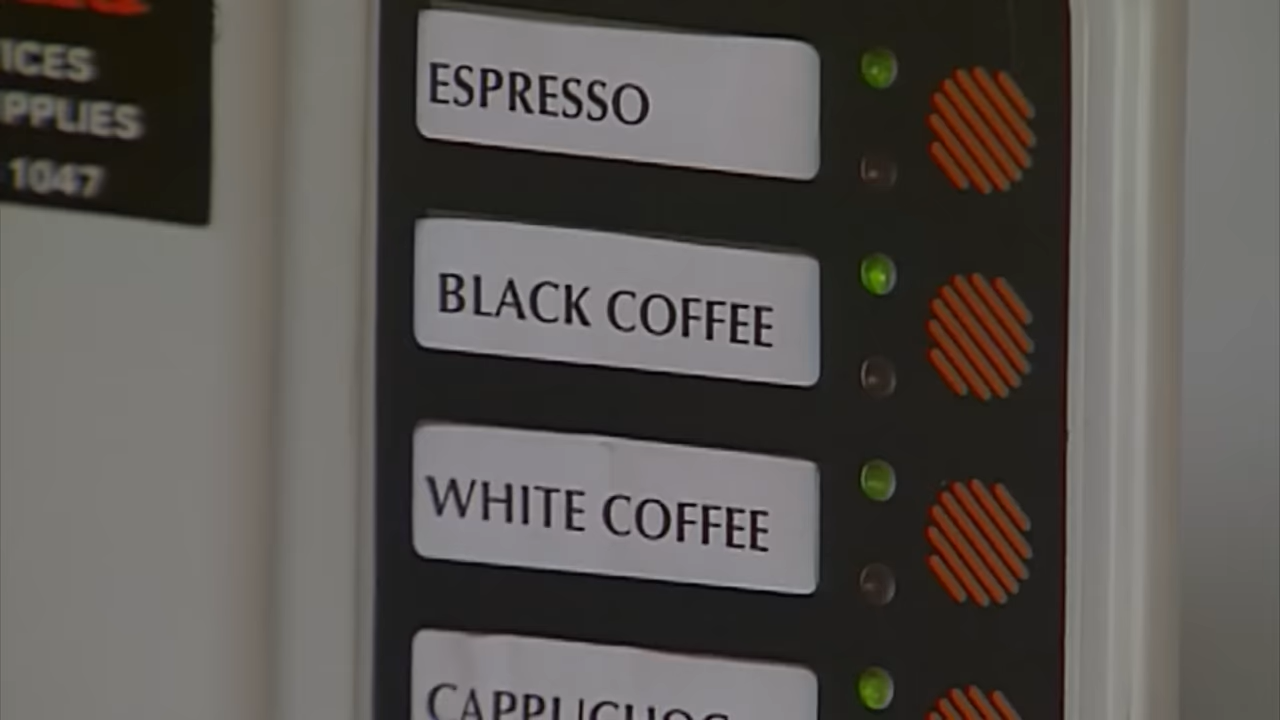 ICES
PPLIES
1047
ESPRESSO
BLACK COFFEE
WHITE COFFEE